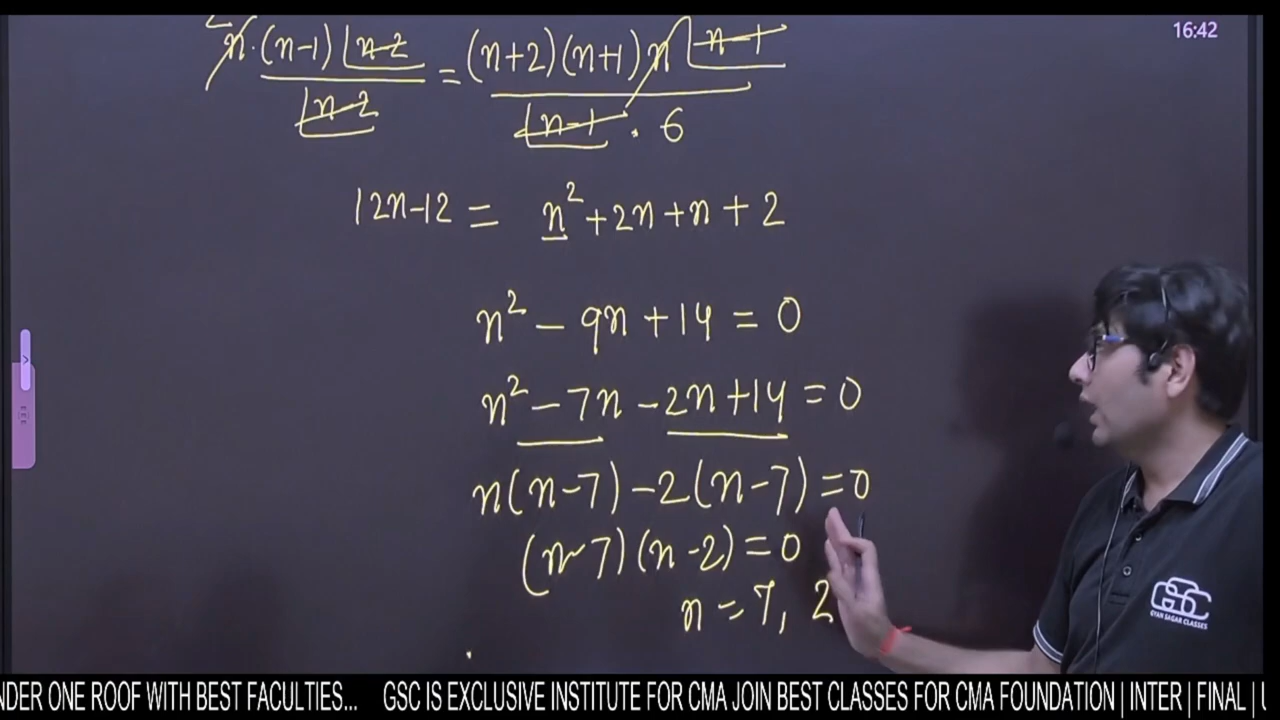 16:42
2
n·(n-1)⌊n-2 = (n+2)(n+1)n⌊n-1
⌊n-2 ⌊n-1 · 6
12n-12 = n²+2n+n+2
n² - 9n + 14 = 0
n² - 7n - 2n + 14 = 0
n(n-7) - 2(n-7) = 0
(n-7)(n-2) = 0
n = 7, 2
GSC
GYAN SAGAR CLASSES
NDER ONE ROOF WITH BEST FACULTIES... GSC IS EXCLUSIVE INSTITUTE FOR CMA JOIN BEST CLASSES FOR CMA FOUNDATION | INTER | FINAL |